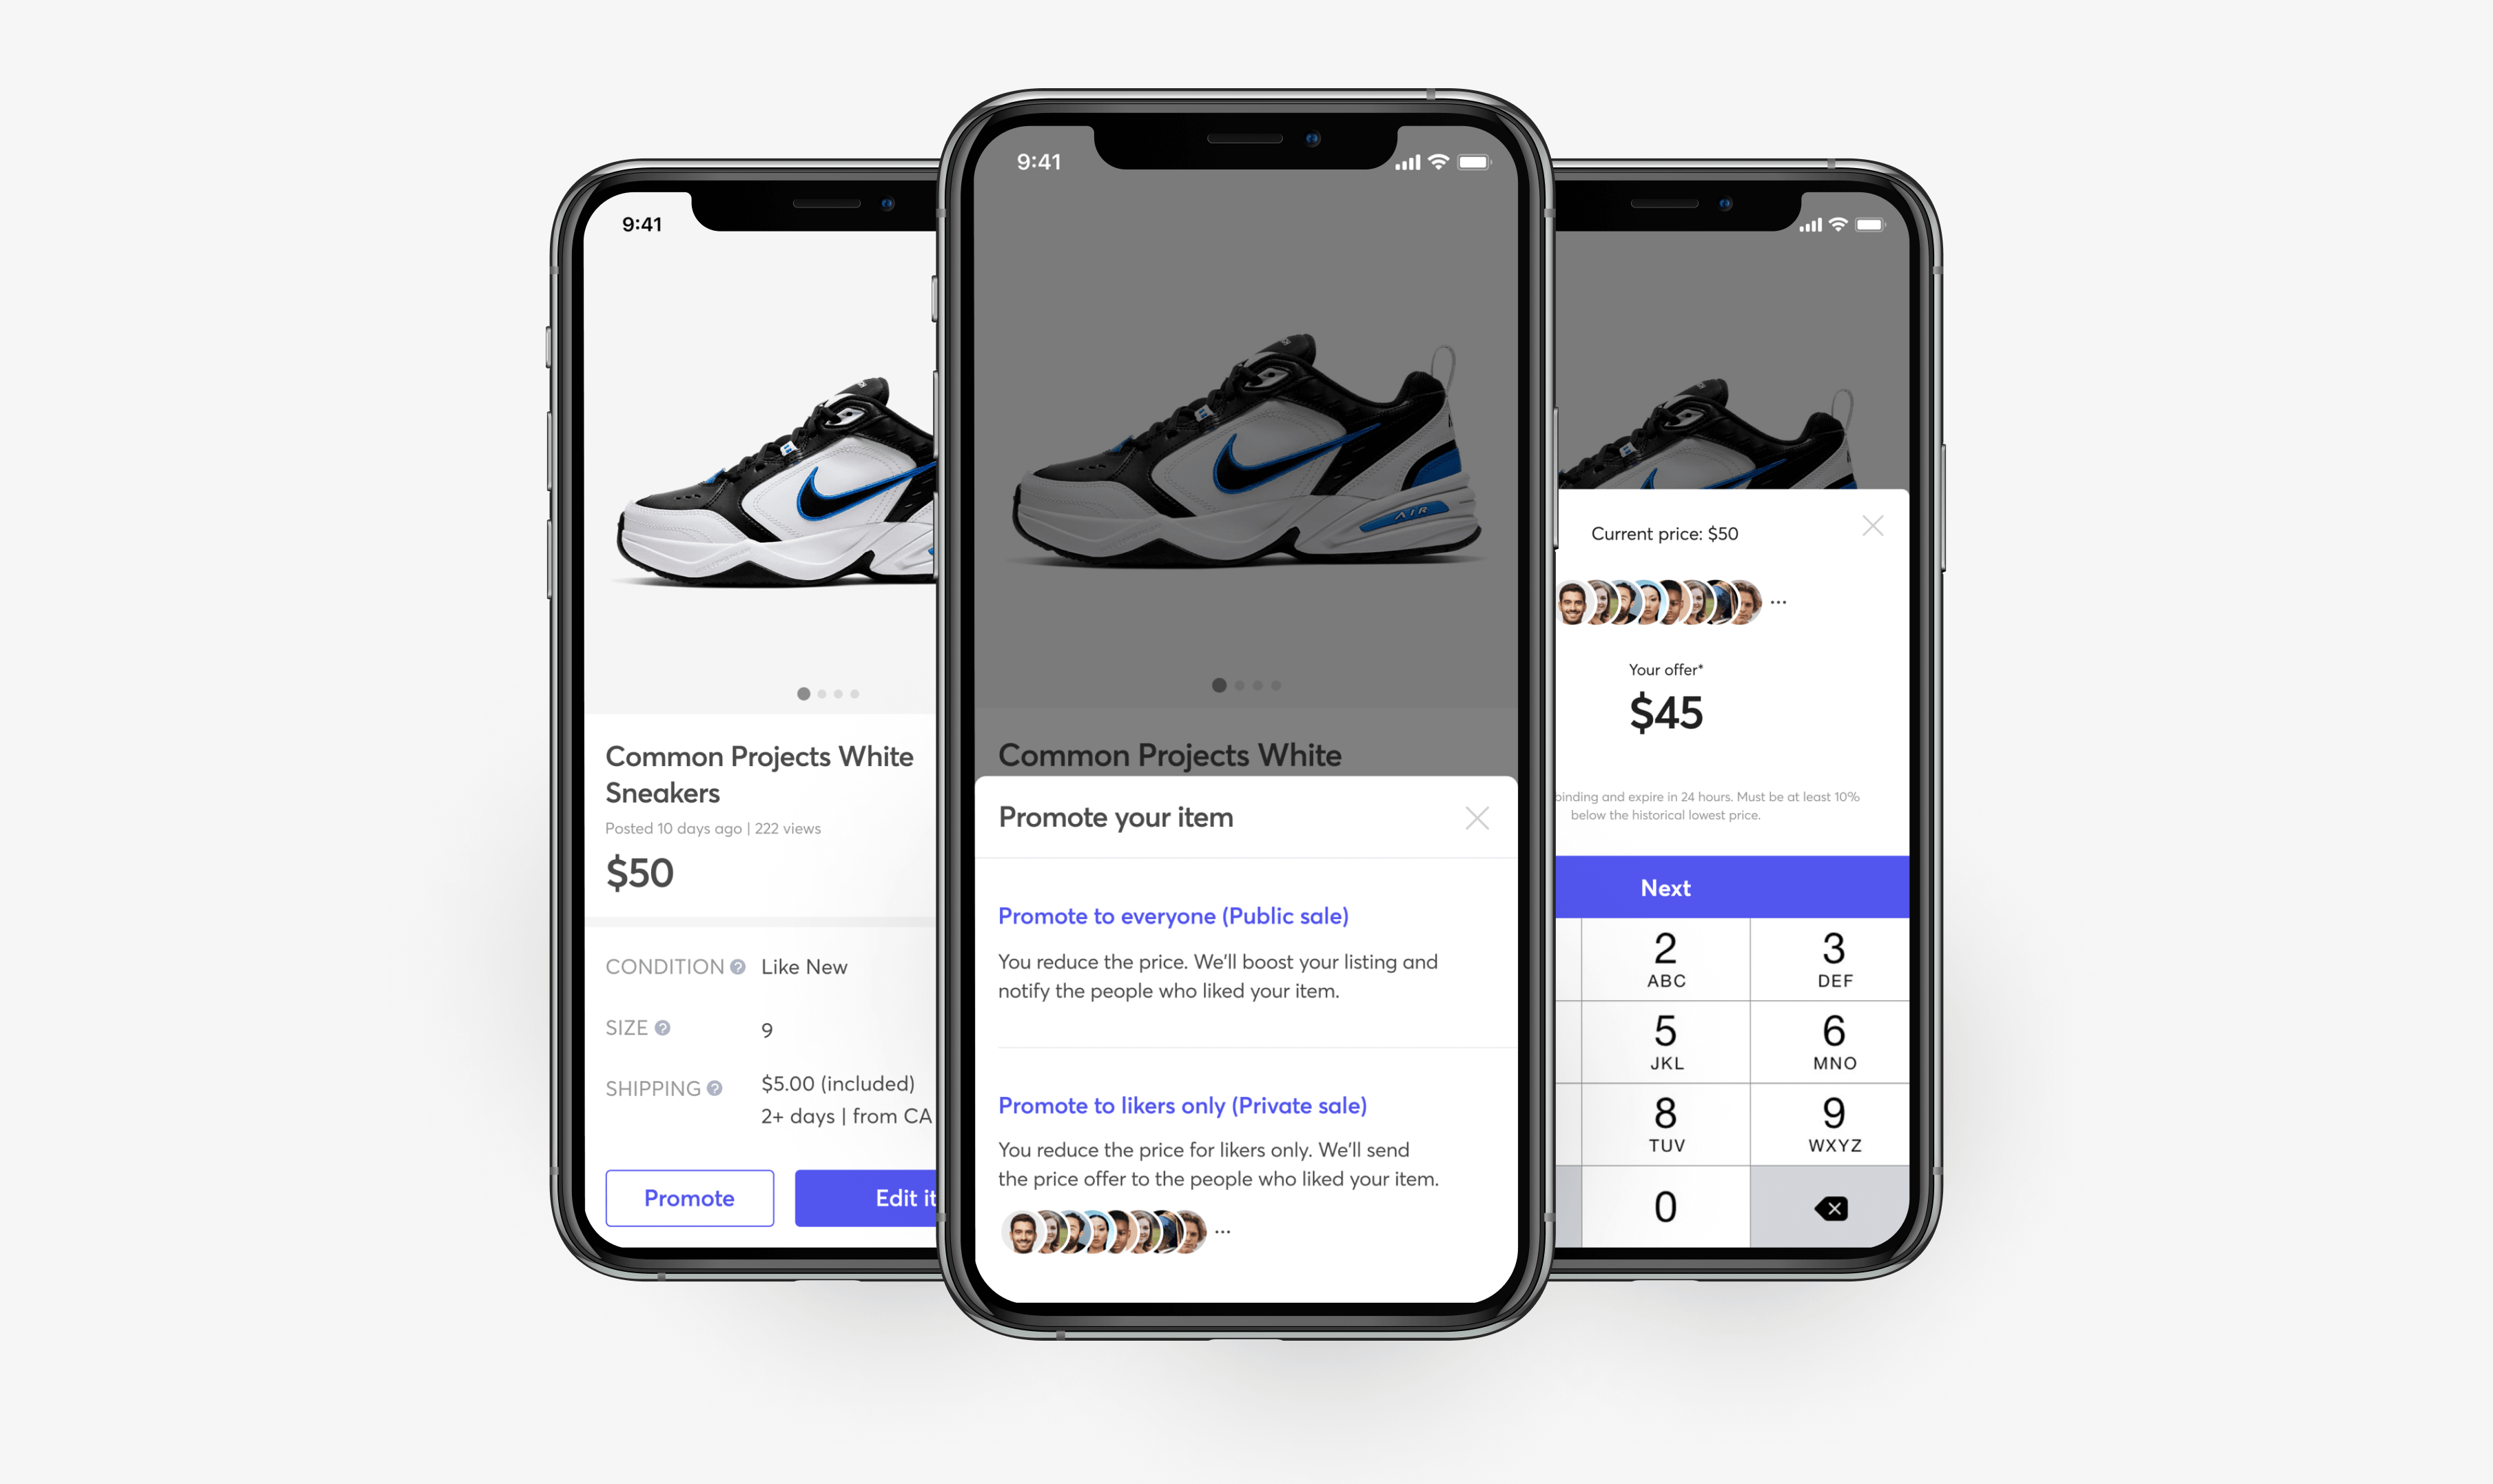 9:41
Common Projects White
Sneakers
Posted 10 days ago | 222 views
$50
CONDITION ? Like New
SIZE ? 9
SHIPPING ? $5.00 (included)
2+ days | from CA
Promote
Edit it
9:41
AIR
Common Projects White
Promote your item
Promote to everyone (Public sale)
You reduce the price. We'll boost your listing and
notify the people who liked your item.
Promote to likers only (Private sale)
You reduce the price for likers only. We'll send
the price offer to the people who liked your item.
...
Current price: $50
...
Your offer*
$45
binding and expire in 24 hours. Must be at least 10%
below the historical lowest price.
Next
2 3
ABC DEF
5 6
JKL MNO
8 9
TUV WXYZ
0